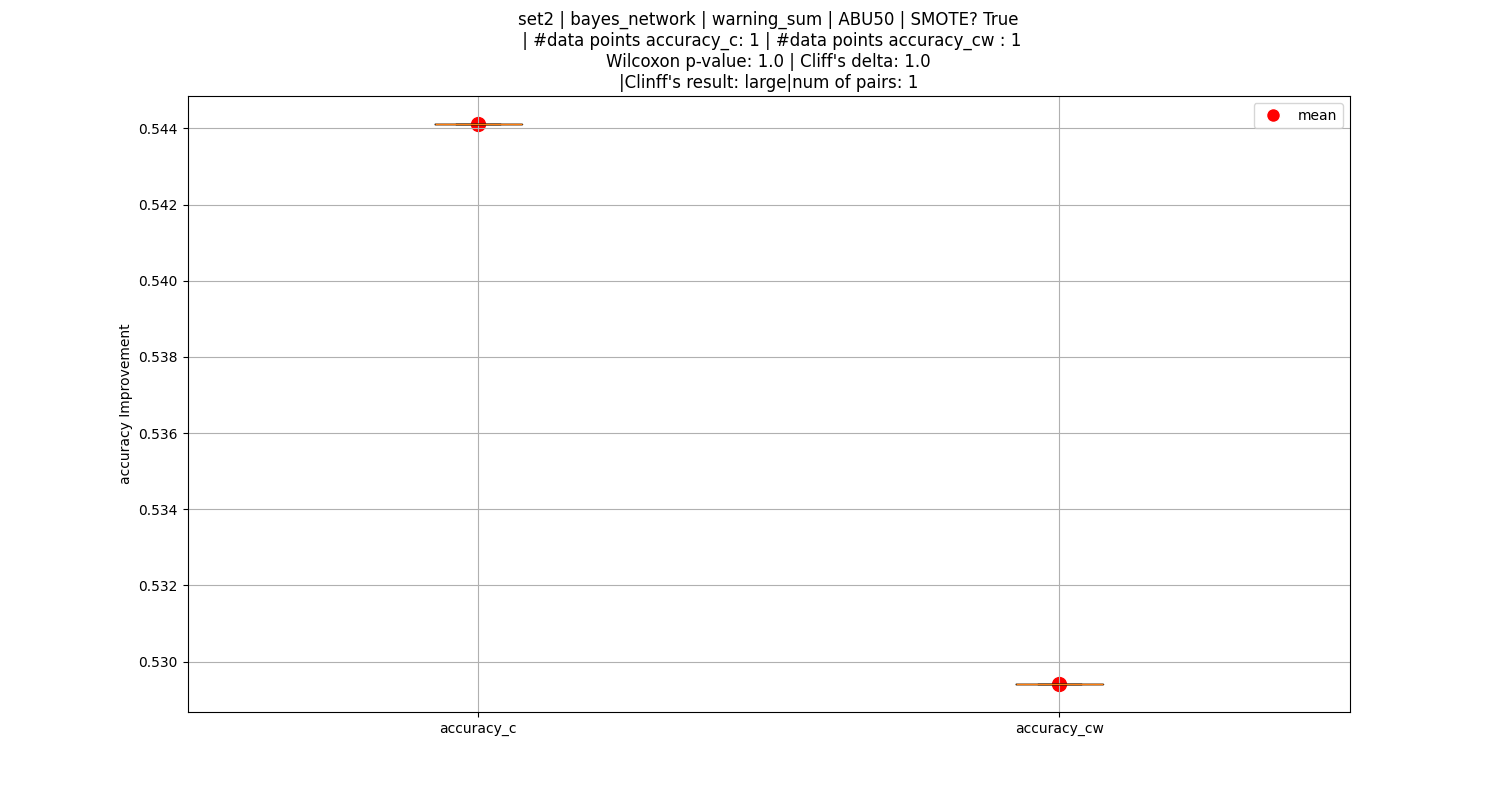 set2 | bayes_network | warning_sum | ABU50 | SMOTE? True
| #data points accuracy_c: 1 | #data points accuracy_cw : 1
Wilcoxon p-value: 1.0 | Cliff's delta: 1.0
|Clinff's result: large|num of pairs: 1
mean
0.544
0.542
0.540
0.538
0.536
0.534
0.532
0.530
accuracy Improvement
accuracy_c
accuracy_cw